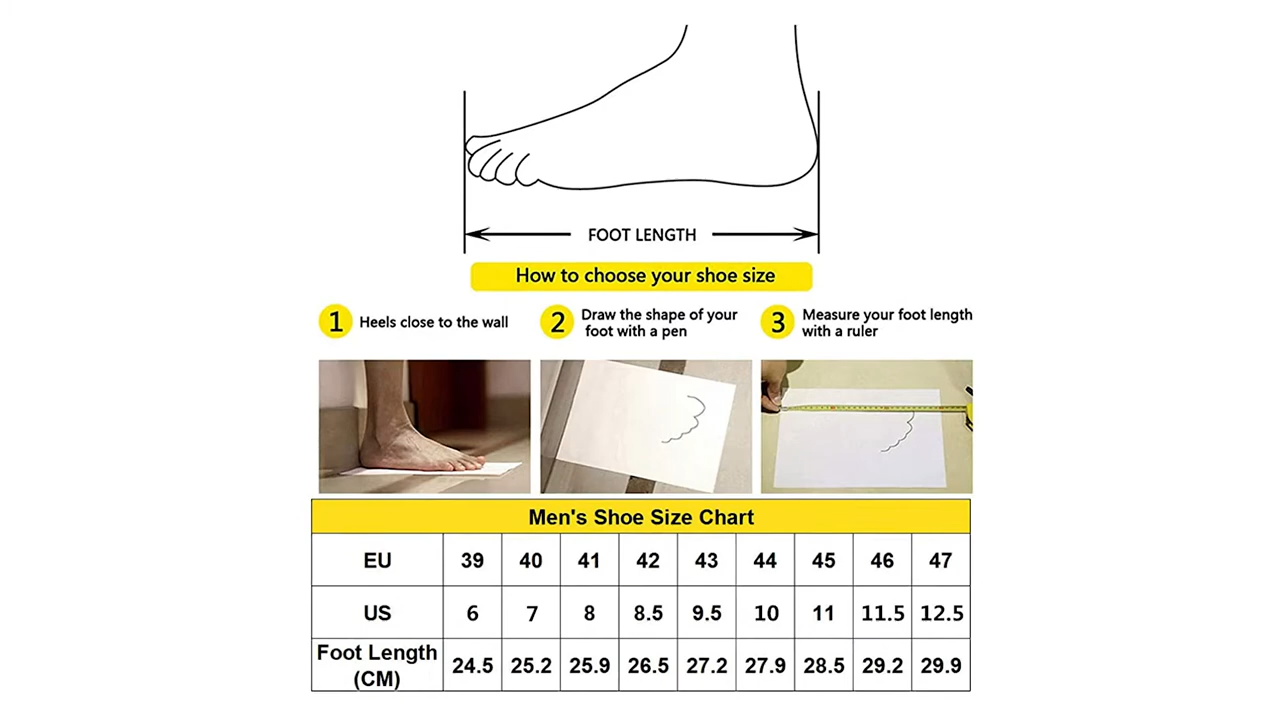 FOOT LENGTH
How to choose your shoe size
1 Heels close to the wall
2 Draw the shape of your
foot with a pen
3 Measure your foot length
with a ruler
Men's Shoe Size Chart
EU 39 40 41 42 43 44 45 46 47
US 6 7 8 8.5 9.5 10 11 11.5 12.5
Foot Length
(CM) 24.5 25.2 25.9 26.5 27.2 27.9 28.5 29.2 29.9